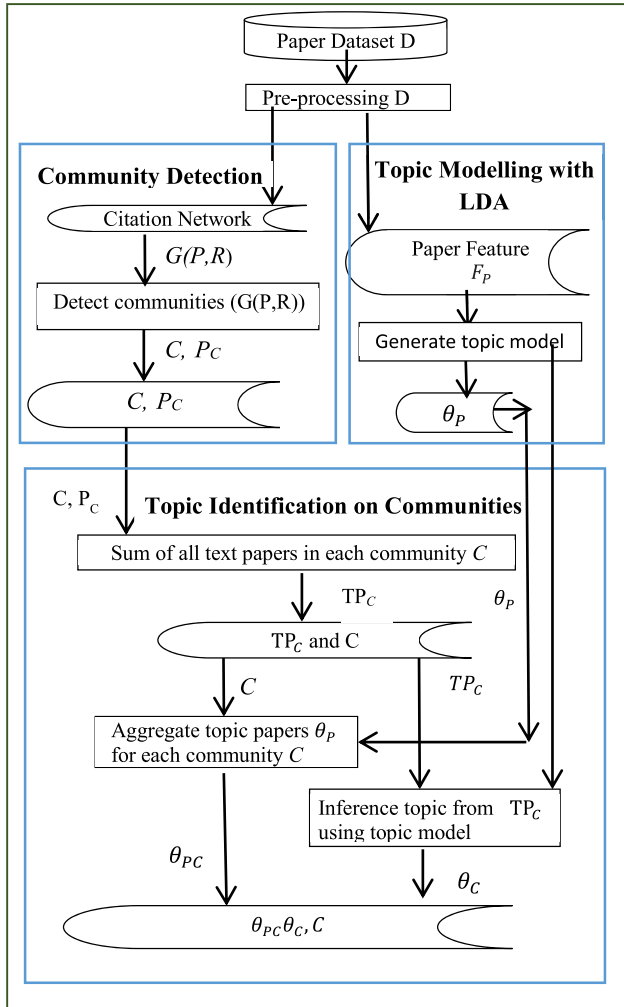 Paper Dataset D
Pre-processing D
Community Detection
Citation Network
G(P,R)
Detect communities (G(P,R))
C, P_C
C, P_C
Topic Modelling with
LDA
Paper Feature
F_P
Generate topic model
θ_P
C, P_C
Topic Identification on Communities
Sum of all text papers in each community C
TP_C
θ_P
TP_C and C
C
TP_C
Aggregate topic papers θ_P
for each community C
Inference topic from TP_C
using topic model
θ_PC
θ_C
θ_PC θ_C, C